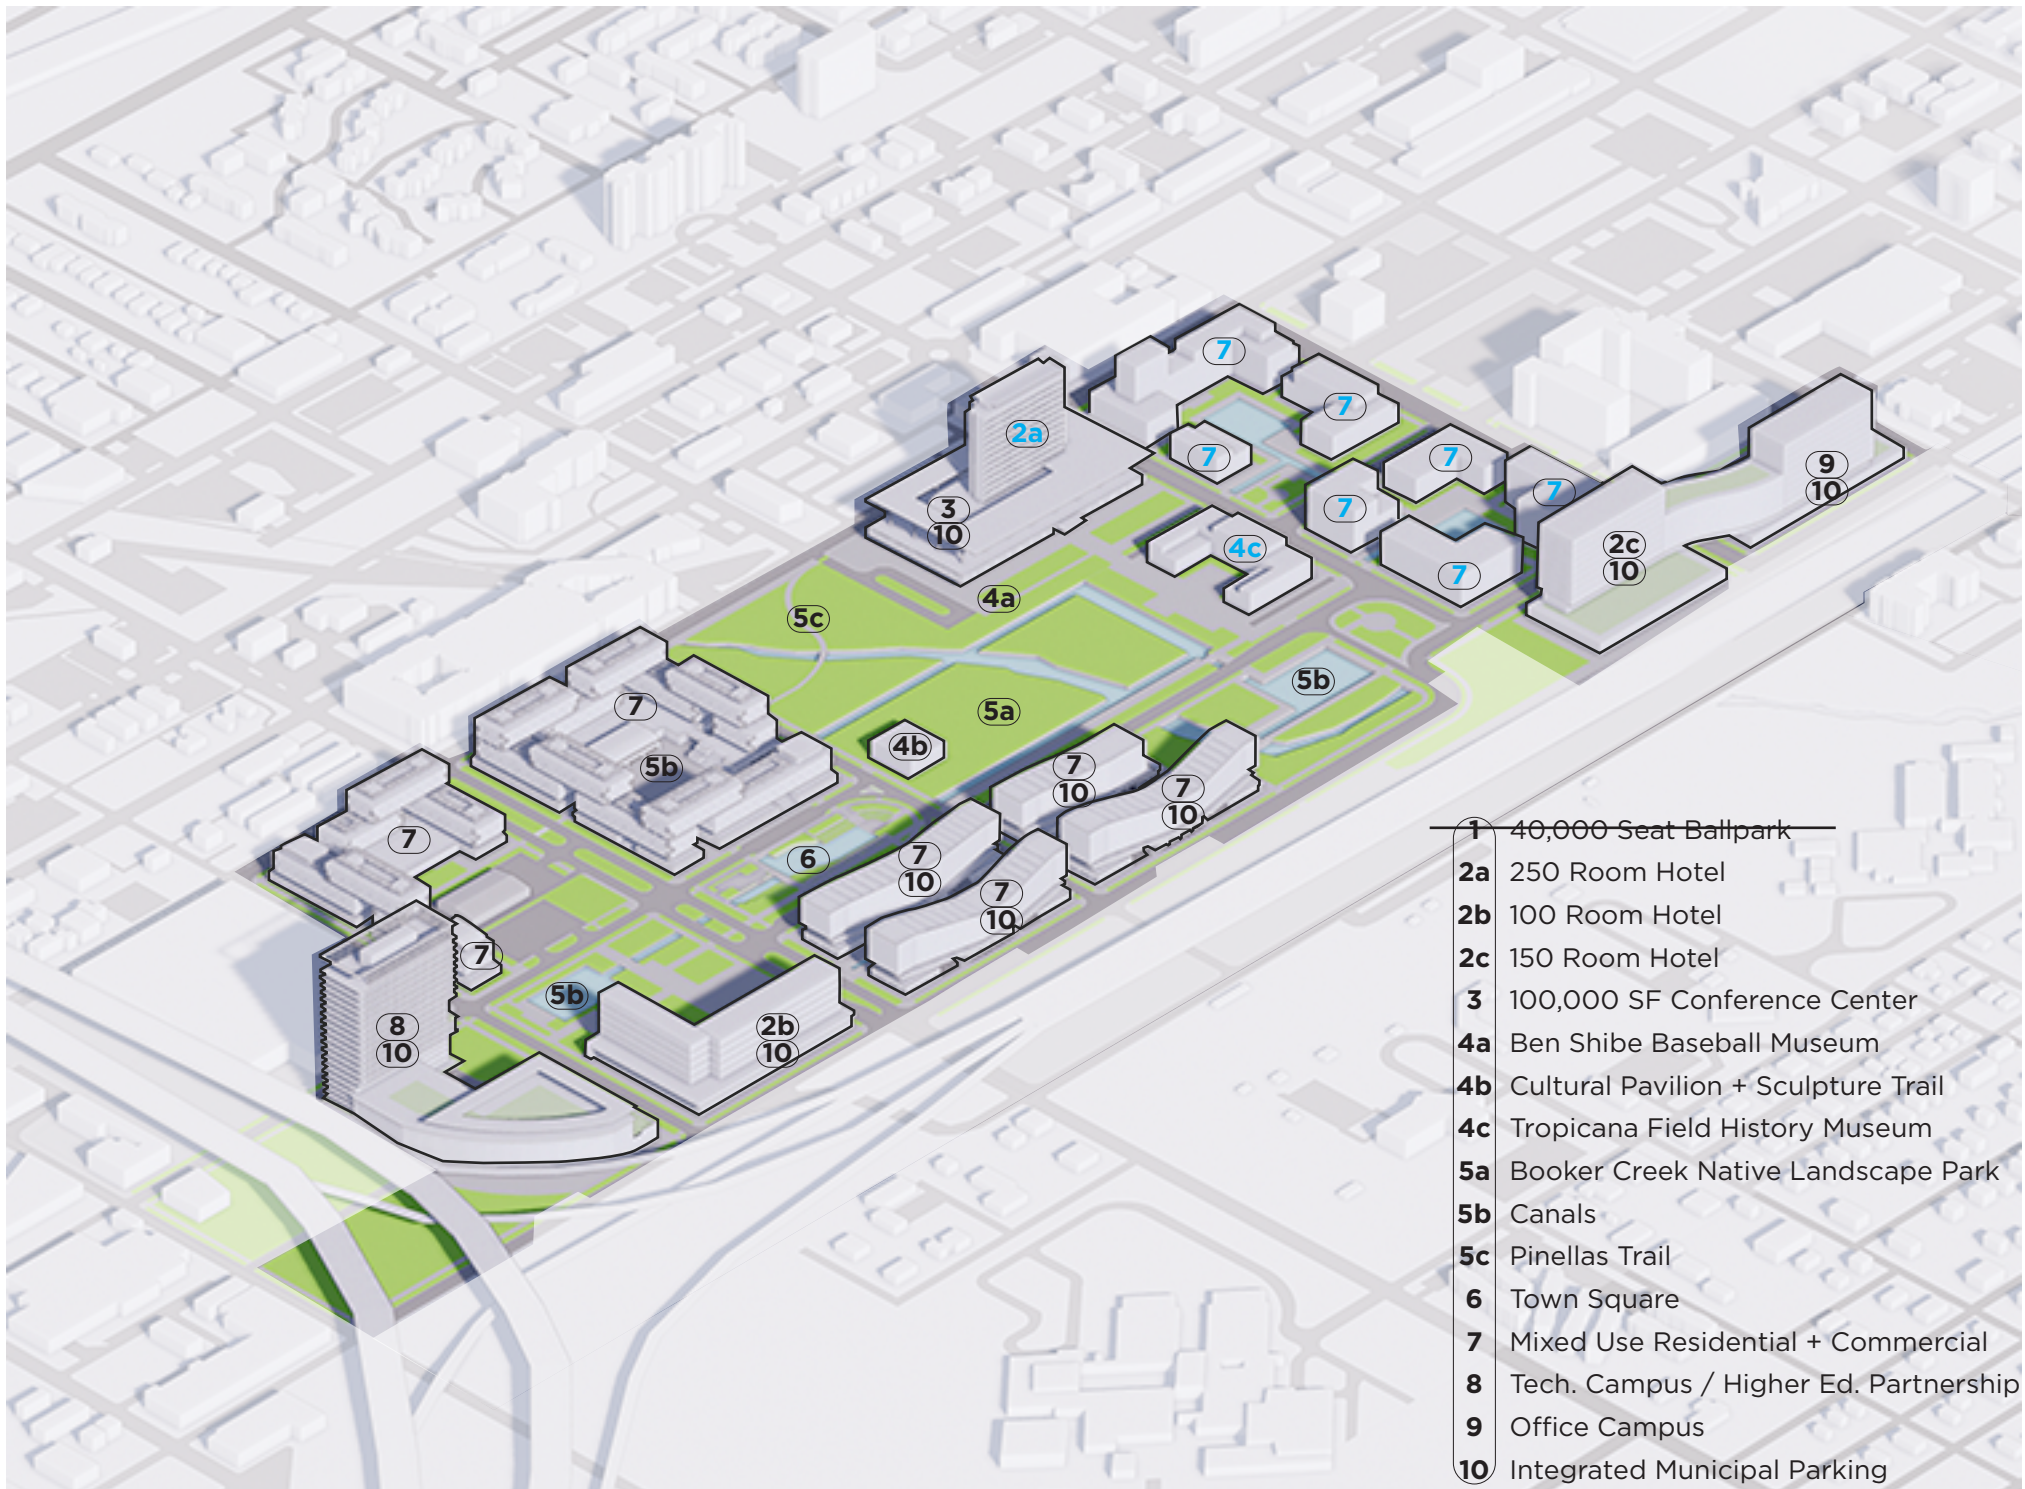 7
7
2a
7
7
7
9
10
7
3
10
7
4c
2c
10
7
4a
5c
5b
7
5a
4b
5b
7
10
7
10
7
6
7
10
7
10
7
5b
8
10
2b
10
1 40,000 Seat Ballpark
2a 250 Room Hotel
2b 100 Room Hotel
2c 150 Room Hotel
3 100,000 SF Conference Center
4a Ben Shibe Baseball Museum
4b Cultural Pavilion + Sculpture Trail
4c Tropicana Field History Museum
5a Booker Creek Native Landscape Park
5b Canals
5c Pinellas Trail
6 Town Square
7 Mixed Use Residential + Commercial
8 Tech. Campus / Higher Ed. Partnership
9 Office Campus
10 Integrated Municipal Parking